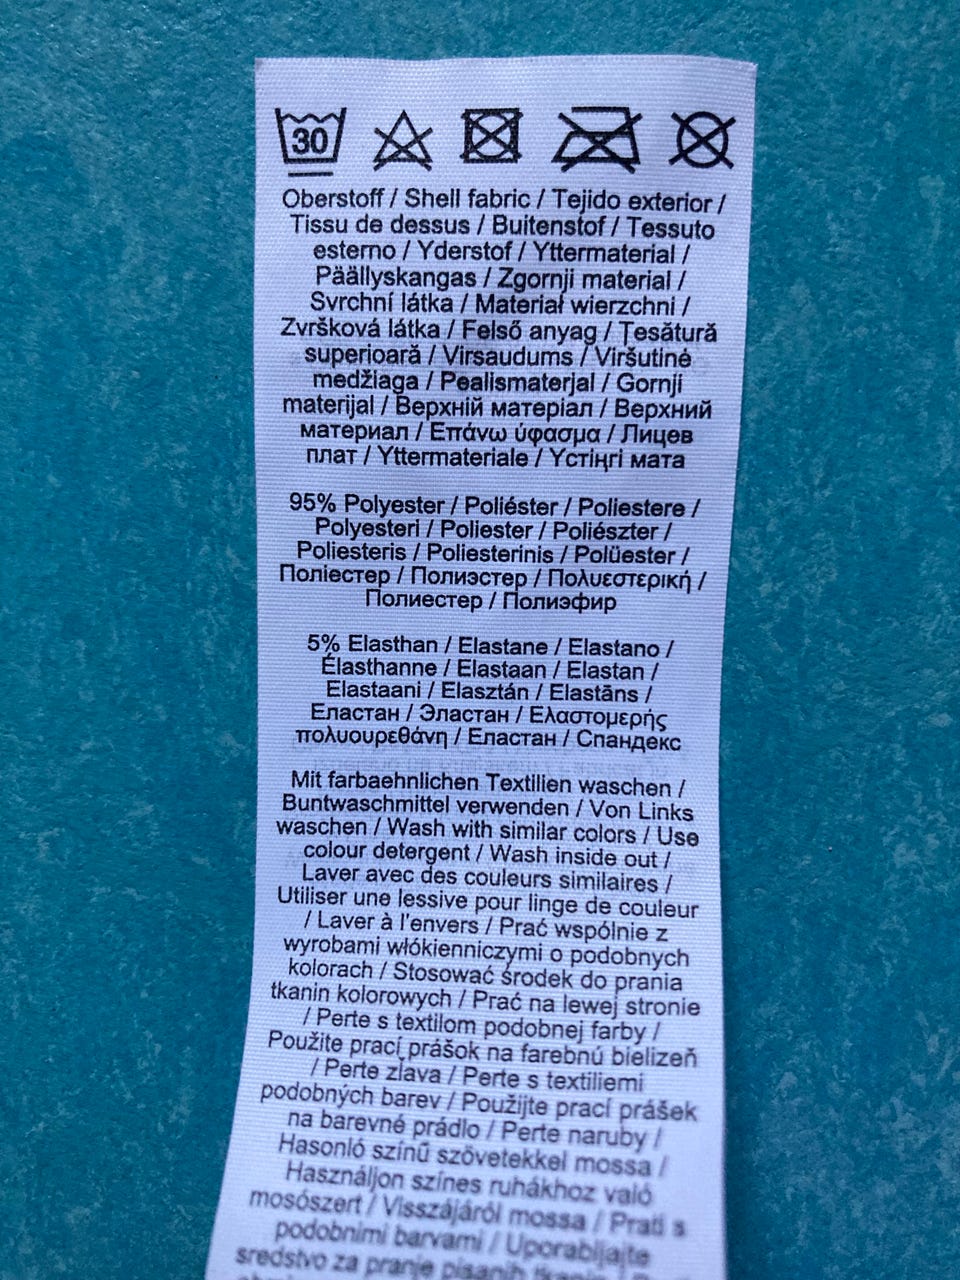 30
Oberstoff / Shell fabric / Tejido exterior /
Tissu de dessus / Buitenstof / Tessuto
esterno / Yderstof / Yttermaterial /
Päällyskangas / Zgornji material /
Svrchní látka / Materiał wierzchni /
Zvršková látka / Felső anyag / Țesătură
superioară / Virsaudums / Viršutinė
medžiaga / Pealismaterjal / Gornji
materijal / Верхній матеріал / Верхний
материал / Επάνω ύφασμα / Лицев
плат / Yttermateriale / Үстіңгі мата
95% Polyester / Poliéster / Poliestere /
Polyesteri / Poliester / Poliészter /
Poliesteris / Poliesterinis / Polüester /
Поліестер / Полиэстер / Πολυεστερική /
Полиестер / Полиэфир
5% Elasthan / Elastane / Elastano /
Élasthanne / Elastaan / Elastan /
Elastaani / Elasztán / Elastāns /
Еластан / Эластан / Ελαστομερής
πολυουρεθάνη / Еластан / Спандекс
Mit farbaehnlichen Textilien waschen /
Buntwaschmittel verwenden / Von Links
waschen / Wash with similar colors / Use
colour detergent / Wash inside out /
Laver avec des couleurs similaires /
Utiliser une lessive pour linge de couleur
/ Laver à l'envers / Prać wspólnie z
wyrobami włókienniczymi o podobnych
kolorach / Stosować środek do prania
tkanin kolorowych / Prać na lewej stronie
/ Perte s textilom podobnej farby /
Použite prací prášok na farebnú bielizeň
/ Perte zľava / Perte s textiliemi
podobných barev / Použijte prací prášek
na barevné prádlo / Perte naruby /
Hasonló színű szövetekkel mossa /
Használjon színes ruhákhoz való
mosószert / Visszájáról mossa / Prati s
podobnimi barvami / Uporabljajte
sredstvo za pranje pisanih tkanin /